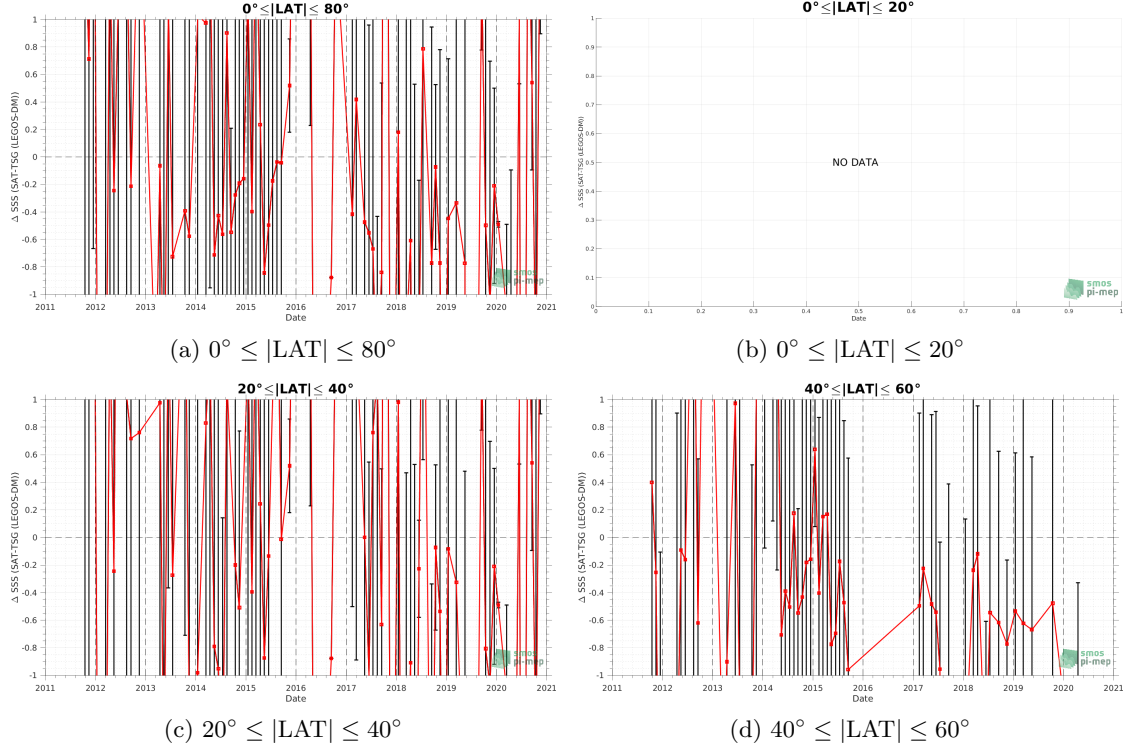 0°≤|LAT|≤ 80°
Δ SSS (SAT-TSG (LEGOS-DM))
1
0.8
0.6
0.4
0.2
0
-0.2
-0.4
-0.6
-0.8
-1
2011 2012 2013 2014 2015 2016 2017 2018 2019 2020 2021
Date
smos
pi-mep
(a) 0° ≤ |LAT| ≤ 80°
0°≤|LAT|≤ 20°
Δ SSS (SAT-TSG (LEGOS-DM))
1
0.9
0.8
0.7
0.6
0.5
0.4
0.3
0.2
0.1
0
NO DATA
0 0.1 0.2 0.3 0.4 0.5 0.6 0.7 0.8 0.9 1
Date
smos
pi-mep
(b) 0° ≤ |LAT| ≤ 20°
20°≤|LAT|≤ 40°
Δ SSS (SAT-TSG (LEGOS-DM))
1
0.8
0.6
0.4
0.2
0
-0.2
-0.4
-0.6
-0.8
-1
2011 2012 2013 2014 2015 2016 2017 2018 2019 2020 2021
Date
smos
pi-mep
(c) 20° ≤ |LAT| ≤ 40°
40°≤|LAT|≤ 60°
Δ SSS (SAT-TSG (LEGOS-DM))
1
0.8
0.6
0.4
0.2
0
-0.2
-0.4
-0.6
-0.8
-1
2011 2012 2013 2014 2015 2016 2017 2018 2019 2020 2021
Date
smos
pi-mep
(d) 40° ≤ |LAT| ≤ 60°